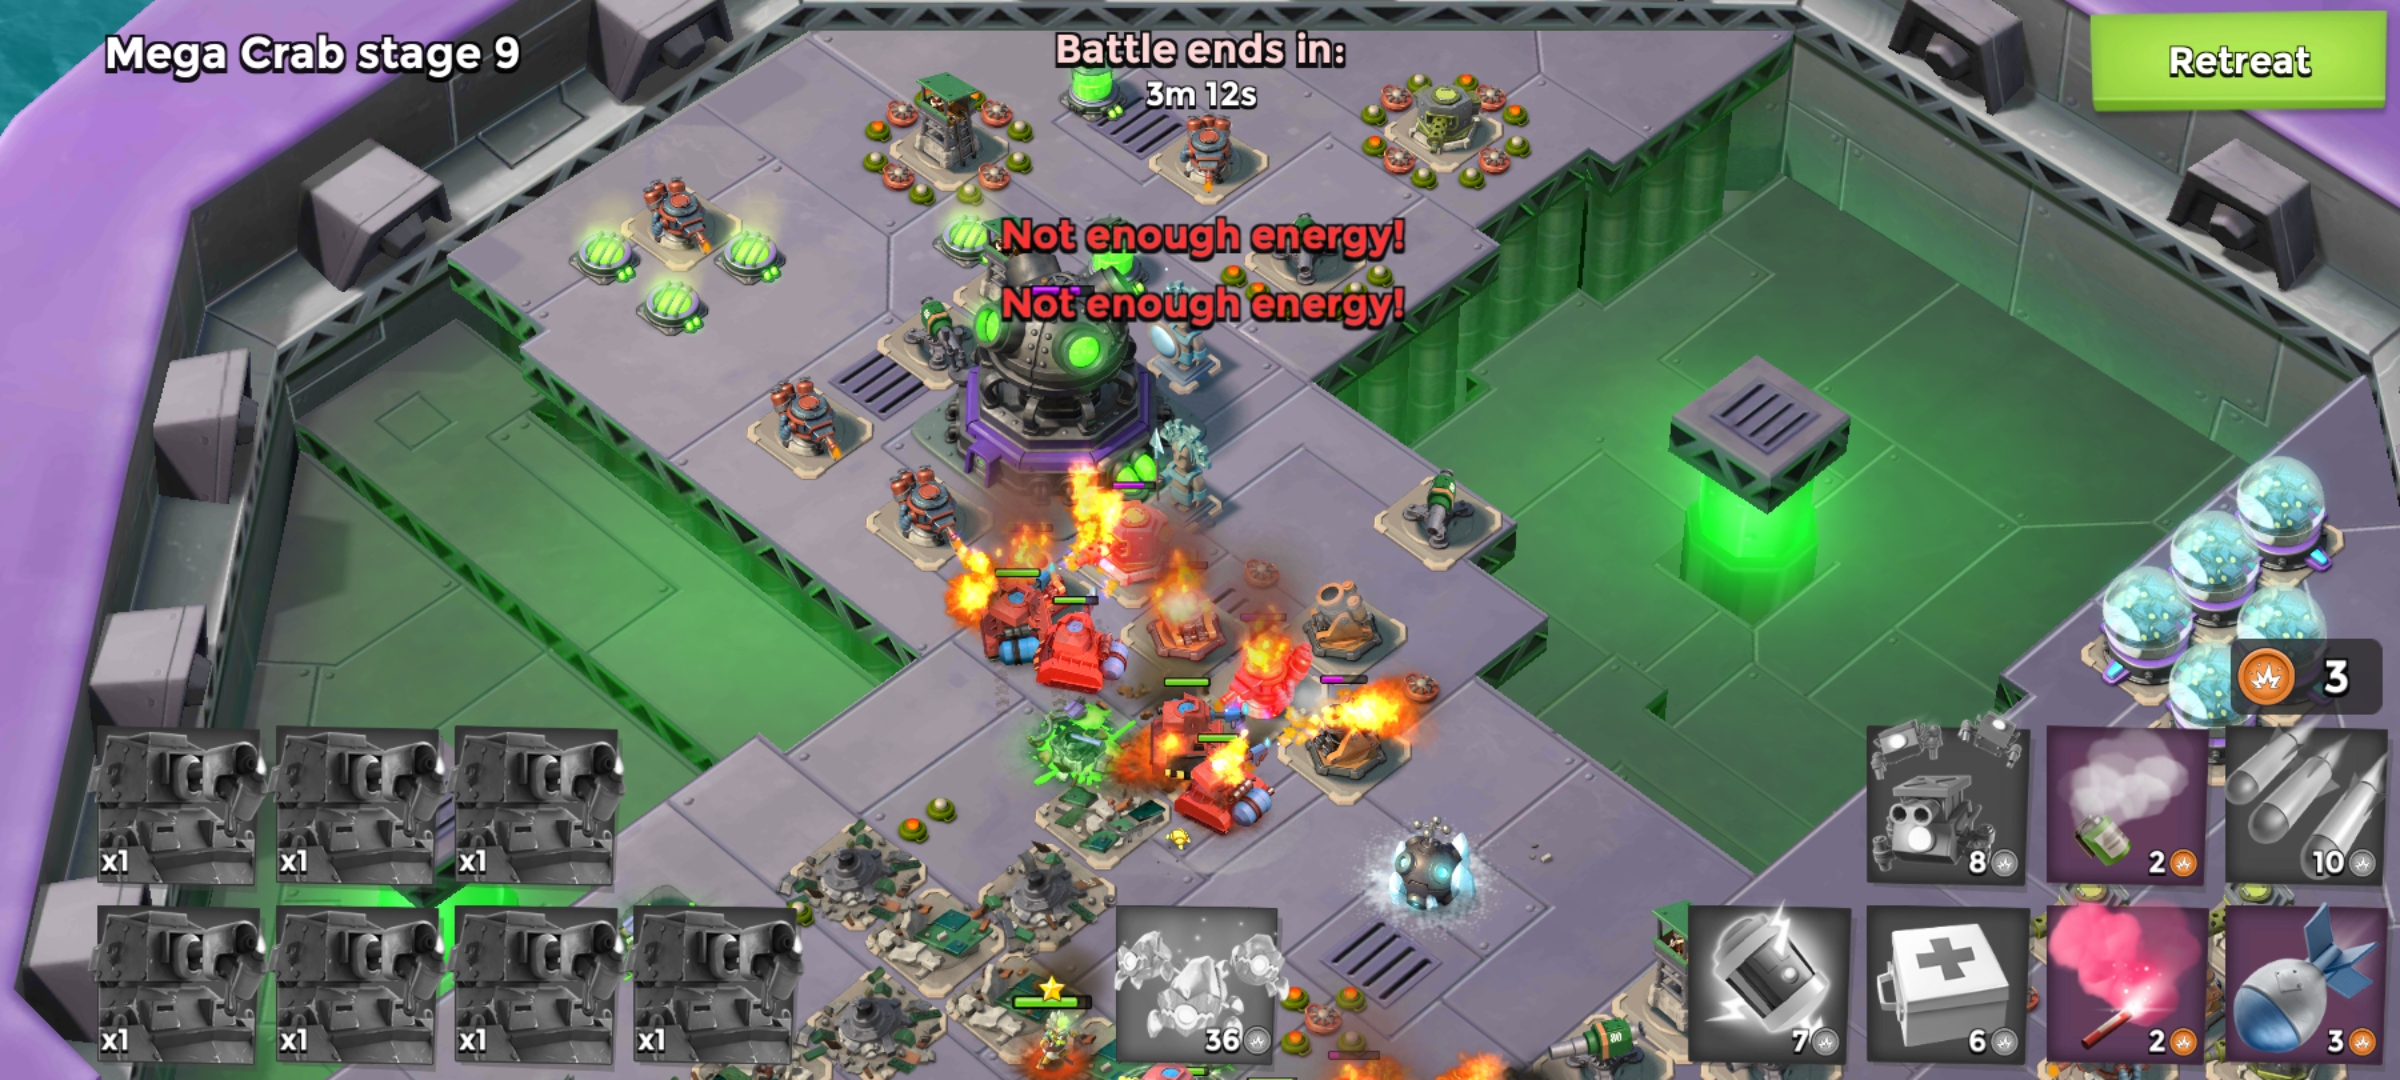 Mega Crab stage 9
Battle ends in:
3m 12s
Retreat
Not enough energy!
Not enough energy!
3
8
2
10
x1
x1
x1
x1
x1
x1
x1
36
7
6
2
3
80